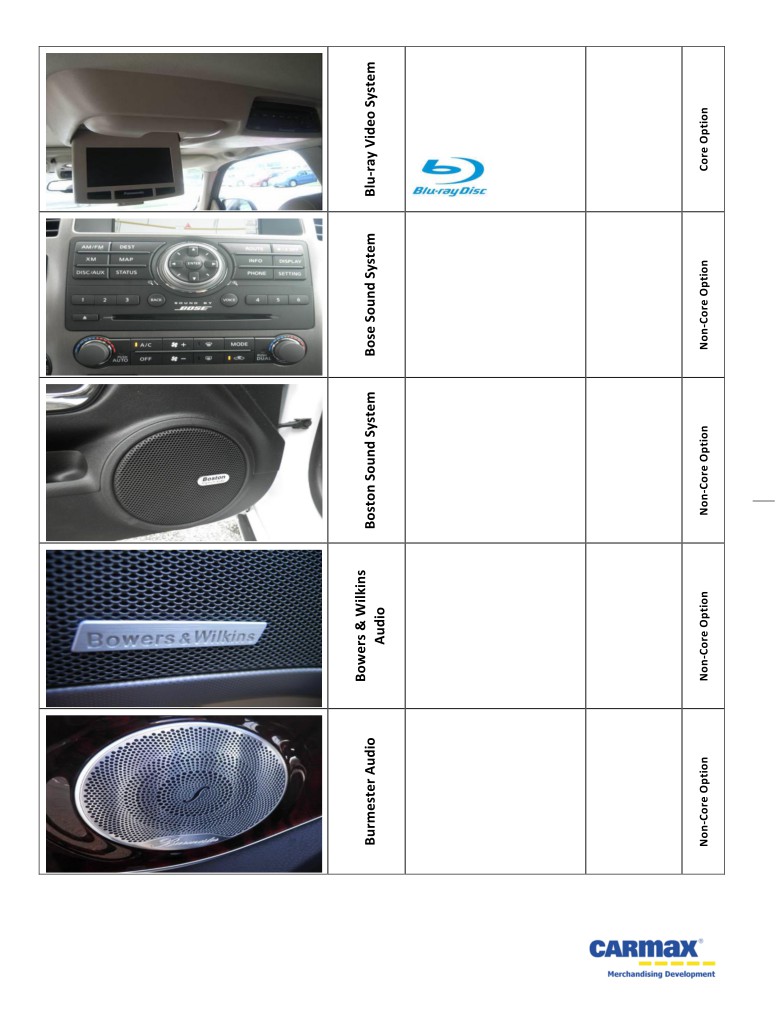 Blu-ray Video System
Blu-ray Disc
Core Option
AM•FM DEST
XM MAP INFO DISPLAY
DISC/AUX STATUS PHONE SETTING
ENTER
1 2 3 BACK VOICE 4 5 6
SOUND BY
BOSE
A/C MODE
AUTO OFF DUAL
Bose Sound System
Non-Core Option
Boston
Boston Sound System
Non-Core Option
Bowers & Wilkins
Bowers & Wilkins
Audio
Non-Core Option
Burmester Audio
Non-Core Option
CARMAX®
Merchandising Development